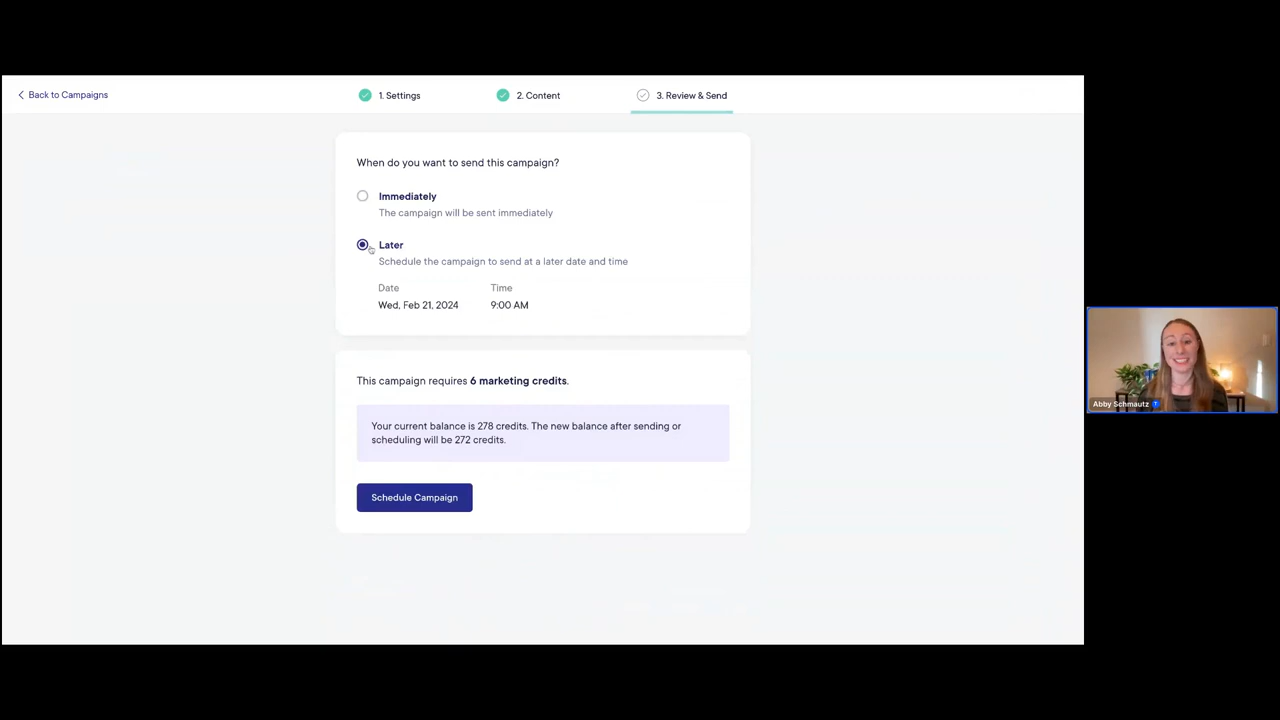 Back to Campaigns
1. Settings
2. Content
3. Review & Send
When do you want to send this campaign?
Immediately
The campaign will be sent immediately
Later
Schedule the campaign to send at a later date and time
Date
Time
Wed, Feb 21, 2024
9:00 AM
This campaign requires 6 marketing credits.
Your current balance is 278 credits. The new balance after sending or
scheduling will be 272 credits.
Schedule Campaign
Abby Schmautz